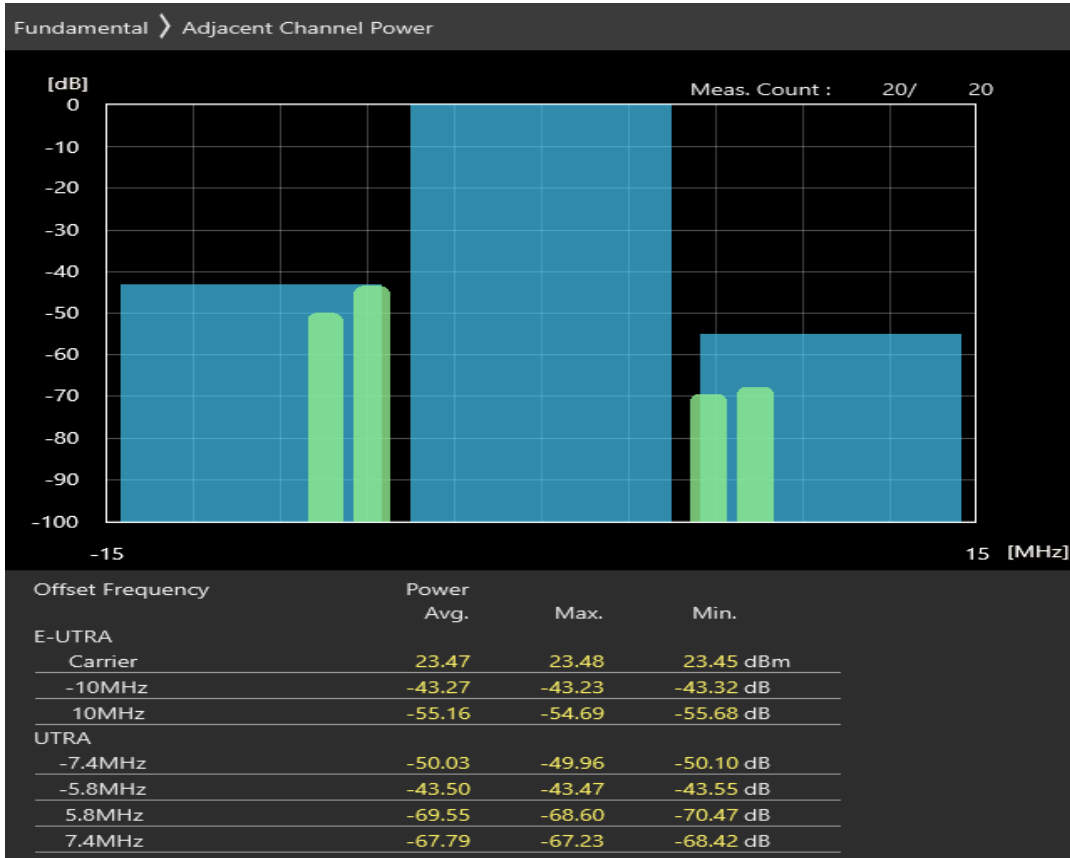 Fundamental 〉 Adjacent Channel Power
[dB]
Meas. Count : 20/ 20
0
-10
-20
-30
-40
-50
-60
-70
-80
-90
-100
-15 15 [MHz]
Offset Frequency Power
Avg. Max. Min.
E-UTRA
Carrier 23.47 23.48 23.45 dBm
-10MHz -43.27 -43.23 -43.32 dB
10MHz -55.16 -54.69 -55.68 dB
UTRA
-7.4MHz -50.03 -49.96 -50.10 dB
-5.8MHz -43.50 -43.47 -43.55 dB
5.8MHz -69.55 -68.60 -70.47 dB
7.4MHz -67.79 -67.23 -68.42 dB